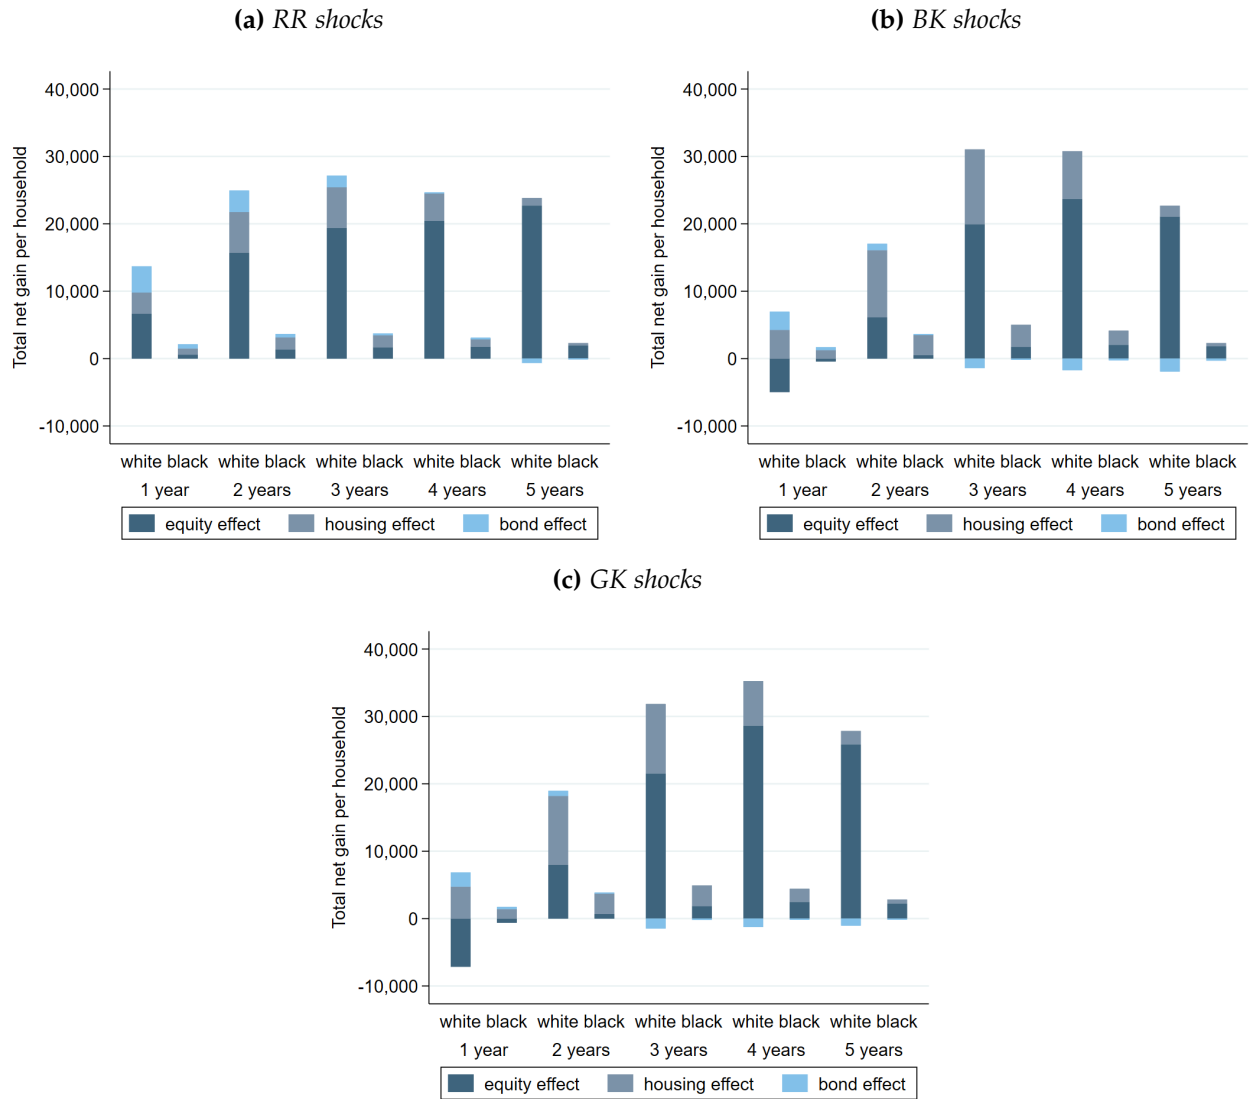 (a) RR shocks
Total net gain per household
40,000
30,000
20,000
10,000
0
-10,000
white black white black white black white black white black
1 year 2 years 3 years 4 years 5 years
equity effect housing effect bond effect
(b) BK shocks
Total net gain per household
40,000
30,000
20,000
10,000
0
-10,000
white black white black white black white black white black
1 year 2 years 3 years 4 years 5 years
equity effect housing effect bond effect
(c) GK shocks
Total net gain per household
40,000
30,000
20,000
10,000
0
-10,000
white black white black white black white black white black
1 year 2 years 3 years 4 years 5 years
equity effect housing effect bond effect